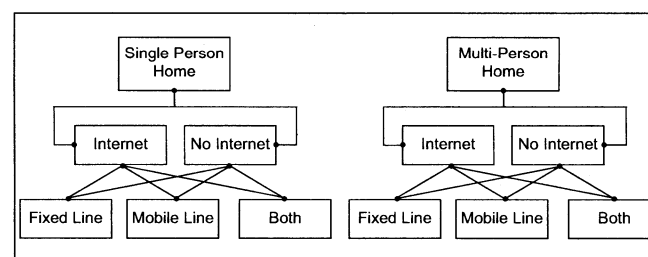 Single Person
Home
Multi-Person
Home
Internet
No Internet
Internet
No Internet
Fixed Line
Mobile Line
Both
Fixed Line
Mobile Line
Both